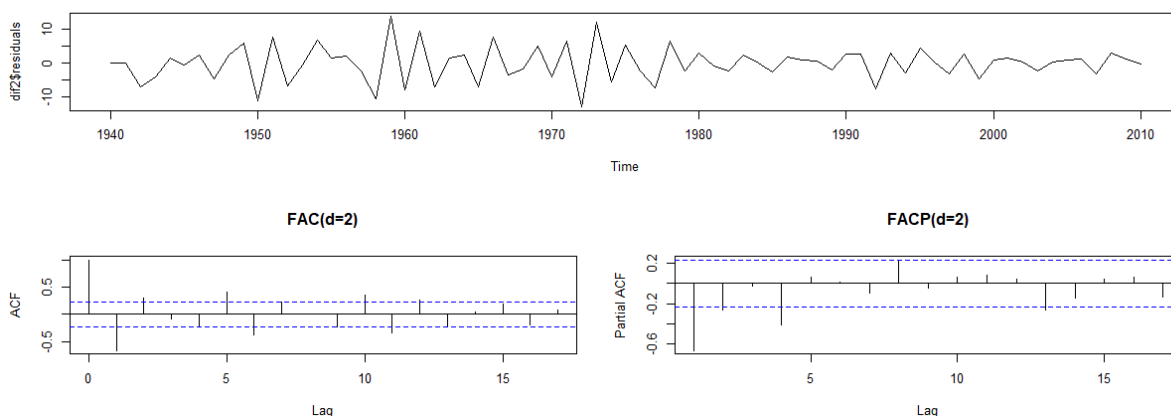 dif2$residuals
10
0
-10
1940 1950 1960 1970 1980 1990 2000 2010
Time
FAC(d=2)
ACF
0.5
0.0
-0.5
0 5 10 15
Lag
FACP(d=2)
Partial ACF
0.2
-0.2
-0.6
5 10 15
Lag